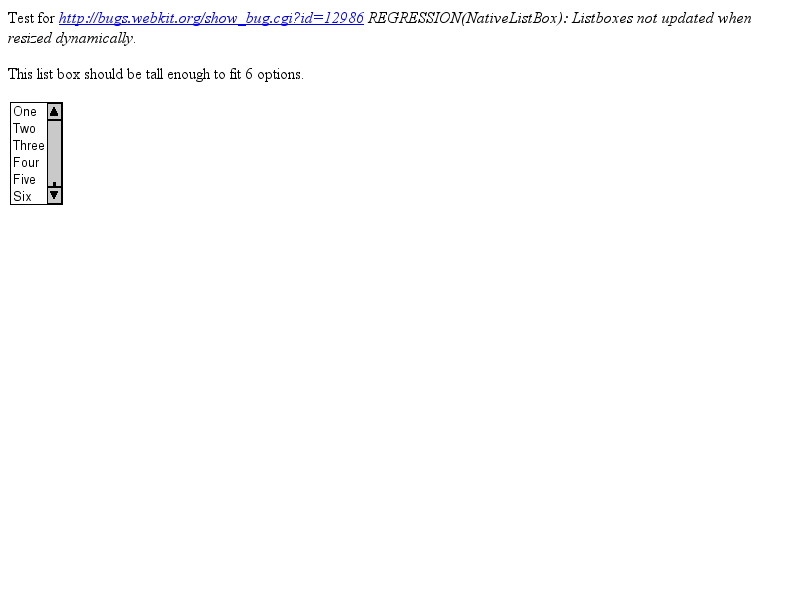 Test for http://bugs.webkit.org/show_bug.cgi?id=12986 REGRESSION(NativeListBox): Listboxes not updated when
resized dynamically.
This list box should be tall enough to fit 6 options.
One
Two
Three
Four
Five
Six